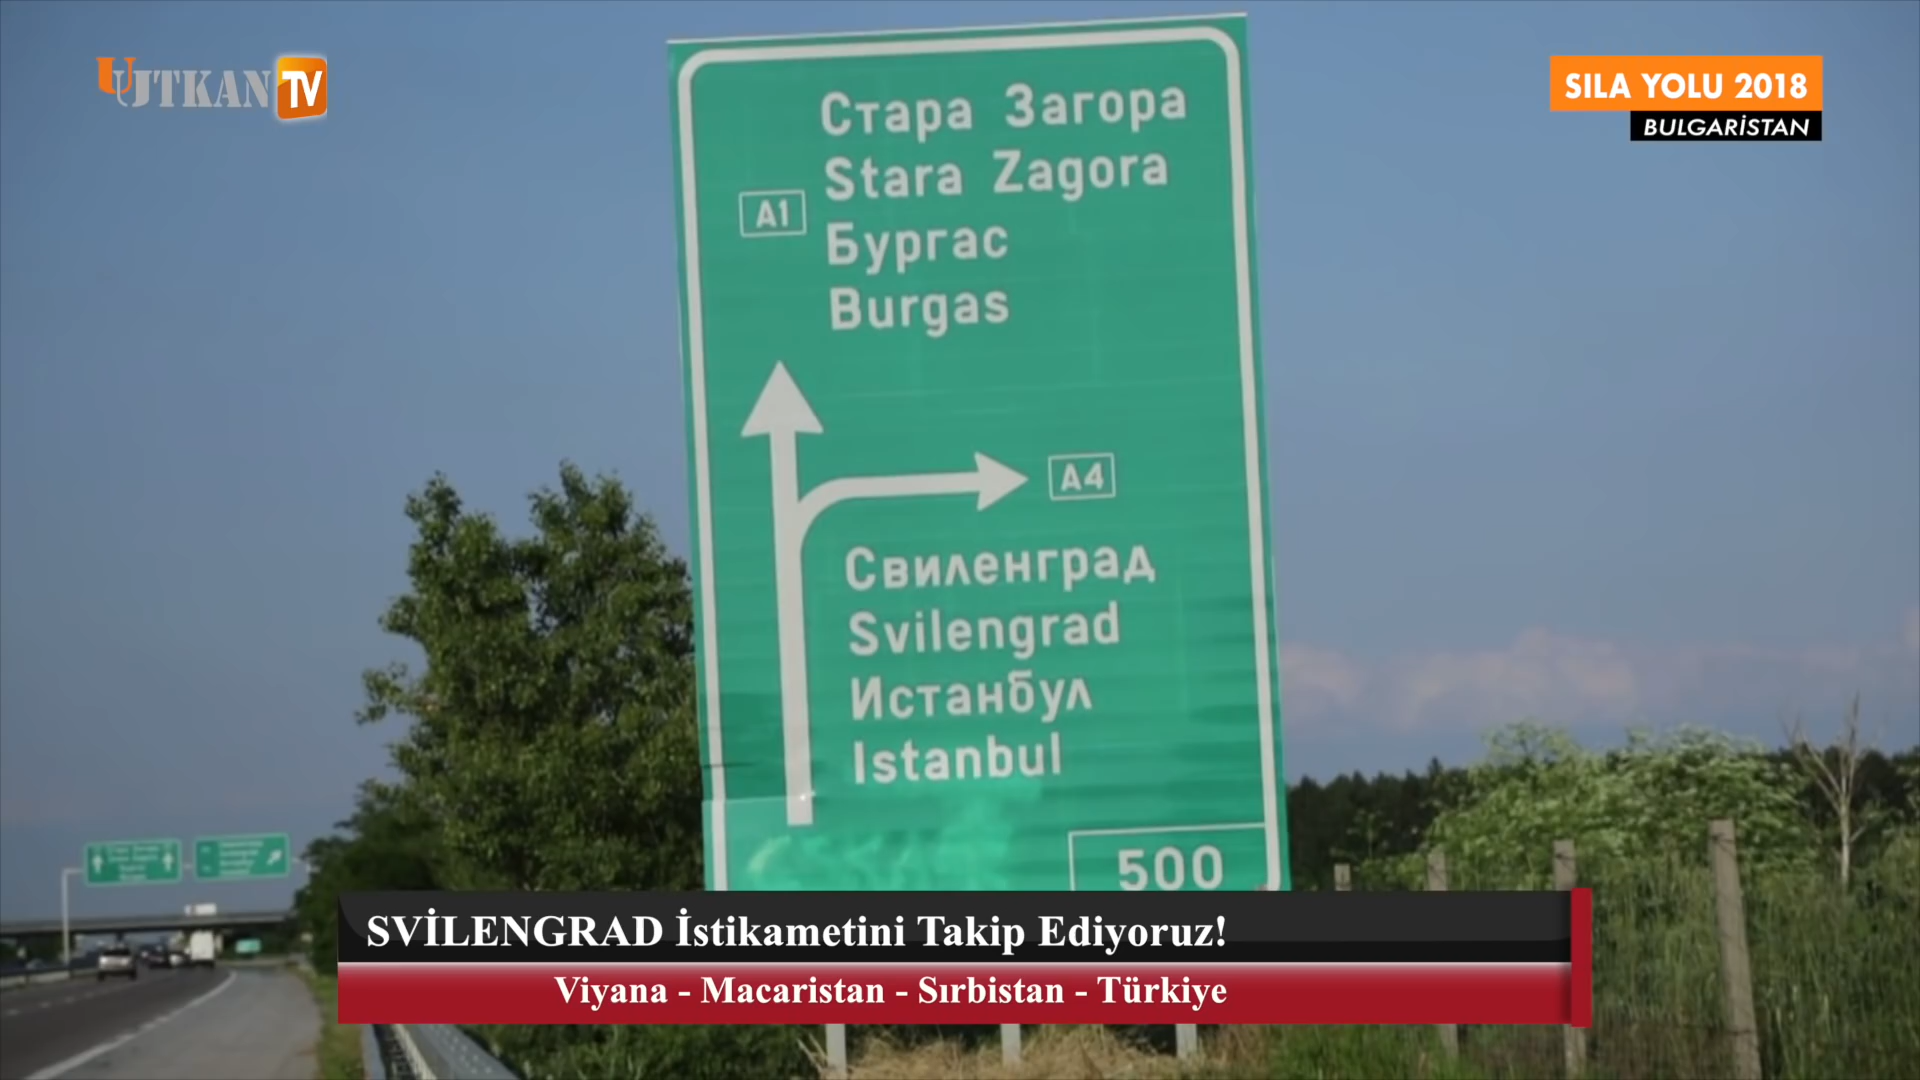 UUTKAN TV
SILA YOLU 2018
BULGARİSTAN
Стара Загора
Stara Zagora
A1
Бургас
Burgas
A4
Свиленград
Svilengrad
Истанбул
Istanbul
500
SVİLENGRAD İstikametini Takip Ediyoruz!
Viyana - Macaristan - Sırbistan - Türkiye